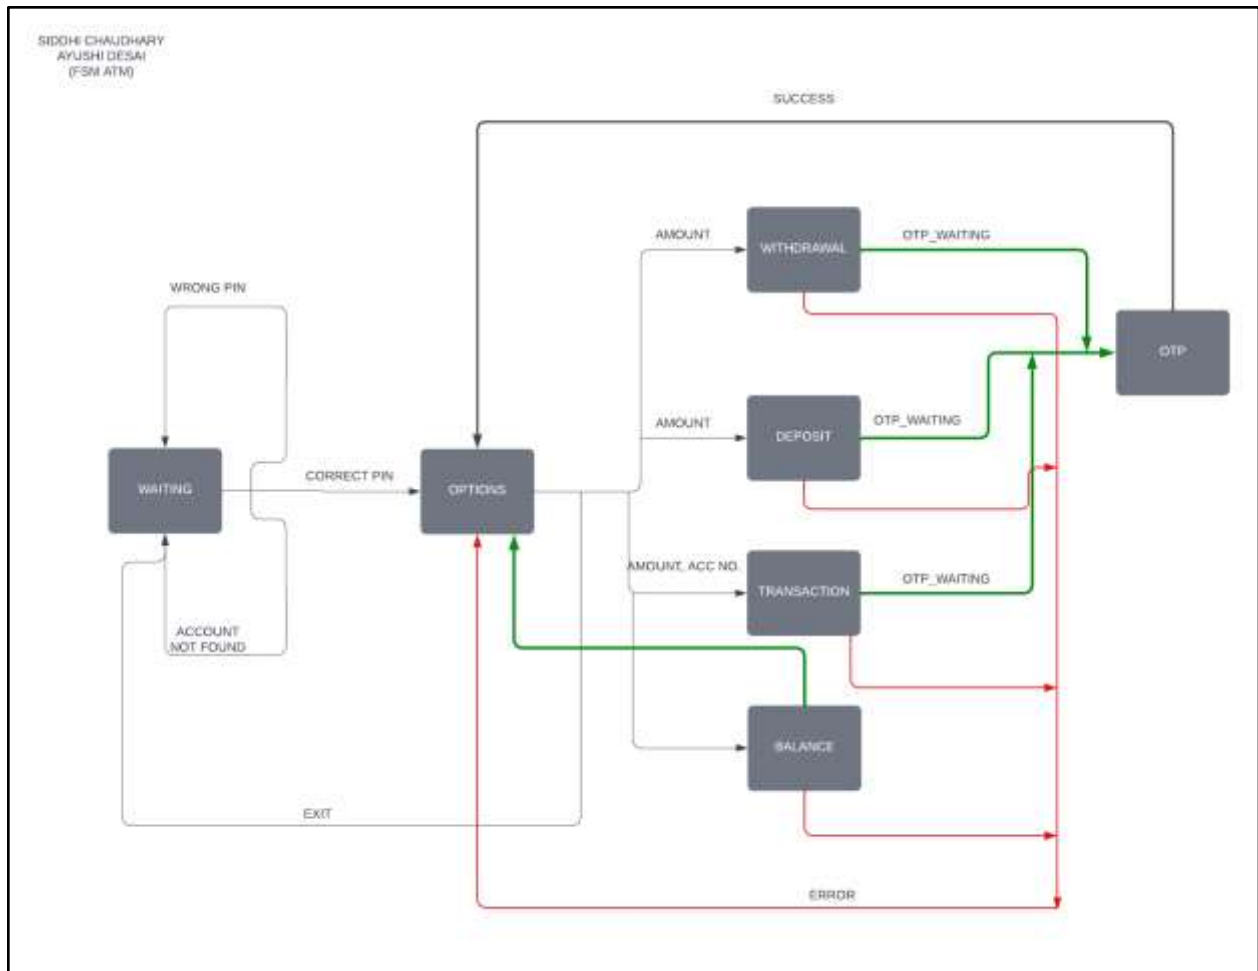 SIDDHI CHAUDHARY
AYUSHI DESAI
(FSM ATM)
SUCCESS
AMOUNT
WITHDRAWAL
OTP_WAITING
WRONG PIN
OTP
AMOUNT
DEPOSIT
OTP_WAITING
WAITING
CORRECT PIN
OPTIONS
AMOUNT, ACC NO.
TRANSACTION
OTP_WAITING
ACCOUNT
NOT FOUND
BALANCE
EXIT
ERROR